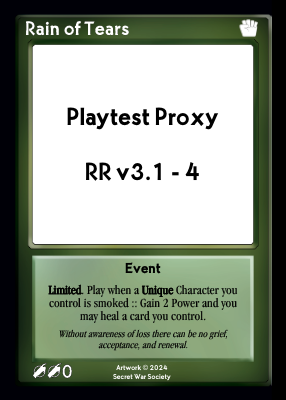 Rain of Tears
Playtest Proxy
RR v3.1 - 4
Event
Limited. Play when a Unique Character you
control is smoked :: Gain 2 Power and you
may heal a card you control.
Without awareness of loss there can be no grief,
acceptance, and renewal.
0
Artwork © 2024
Secret War Society